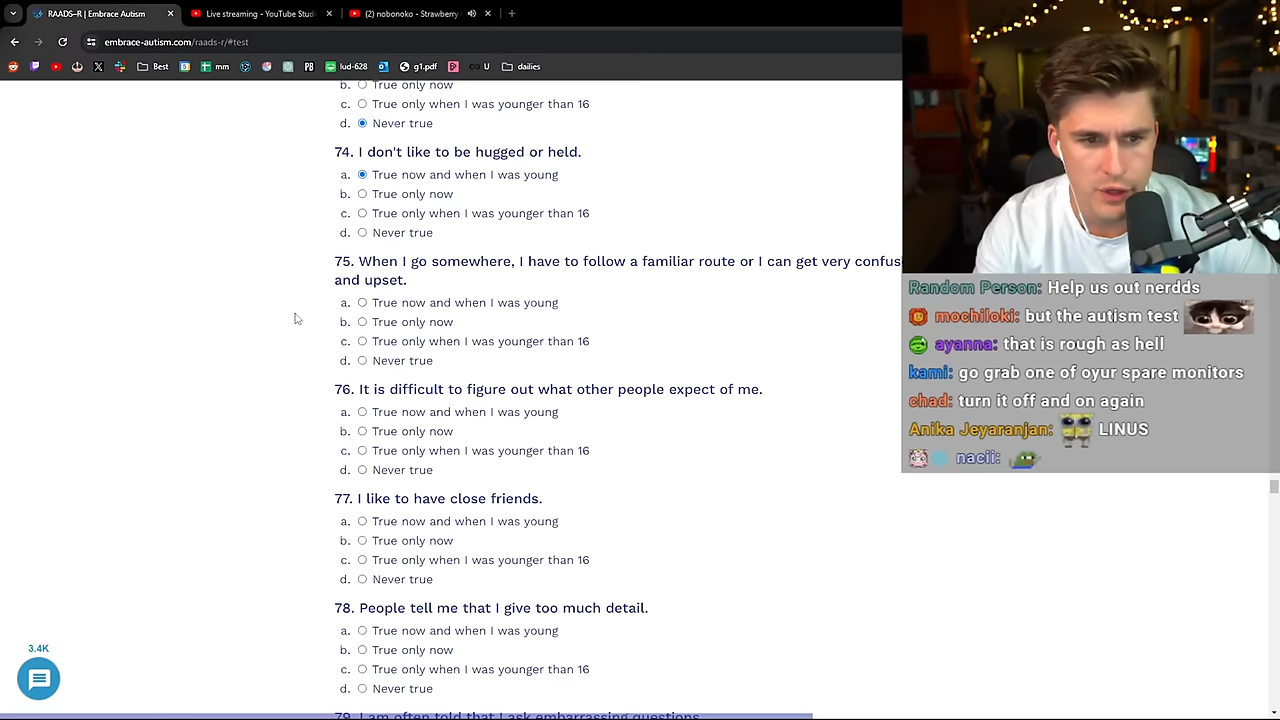 RAADS–R | Embrace Autism
Live streaming - YouTube Stud
(2) nobonoko - Strawberry
embrace-autism.com/raads-r/#test
Best
mm
PB
lud-628
g1.pdf
U
dailies
b. True only now
c. True only when I was younger than 16
d. Never true
74. I don't like to be hugged or held.
a. True now and when I was young
b. True only now
c. True only when I was younger than 16
d. Never true
75. When I go somewhere, I have to follow a familiar route or I can get very confus
and upset.
a. True now and when I was young
b. True only now
c. True only when I was younger than 16
d. Never true
76. It is difficult to figure out what other people expect of me.
a. True now and when I was young
b. True only now
c. True only when I was younger than 16
d. Never true
77. I like to have close friends.
a. True now and when I was young
b. True only now
c. True only when I was younger than 16
d. Never true
78. People tell me that I give too much detail.
a. True now and when I was young
b. True only now
c. True only when I was younger than 16
d. Never true
79. I am often told that I ask embarrassing questions.
3.4K
Random Person: Help us out nerdds
mochiloki: but the autism test
ayanna: that is rough as hell
kami: go grab one of oyur spare monitors
chad: turn it off and on again
Anika Jeyaranjan: LINUS
nacii: